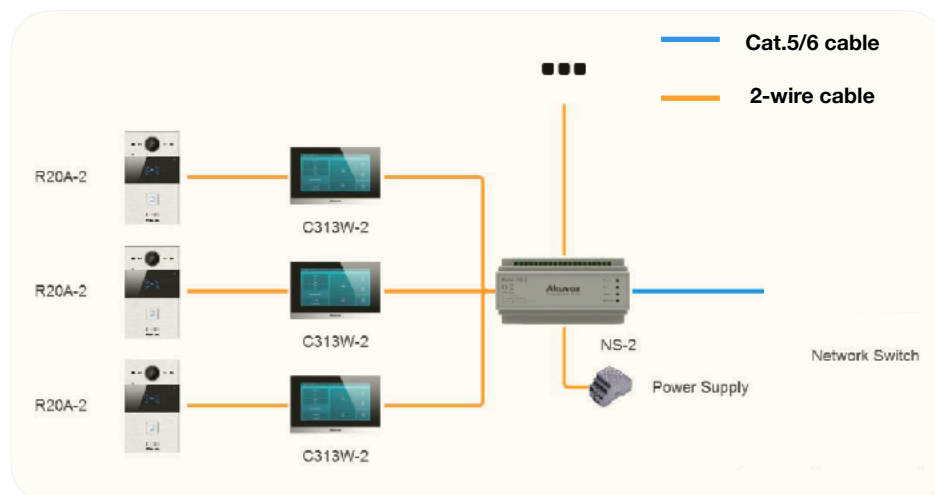 Cat.5/6 cable
2-wire cable
R20A-2
C313W-2
R20A-2
C313W-2
Akuvox
NS-2
Network Switch
Power Supply
R20A-2
C313W-2